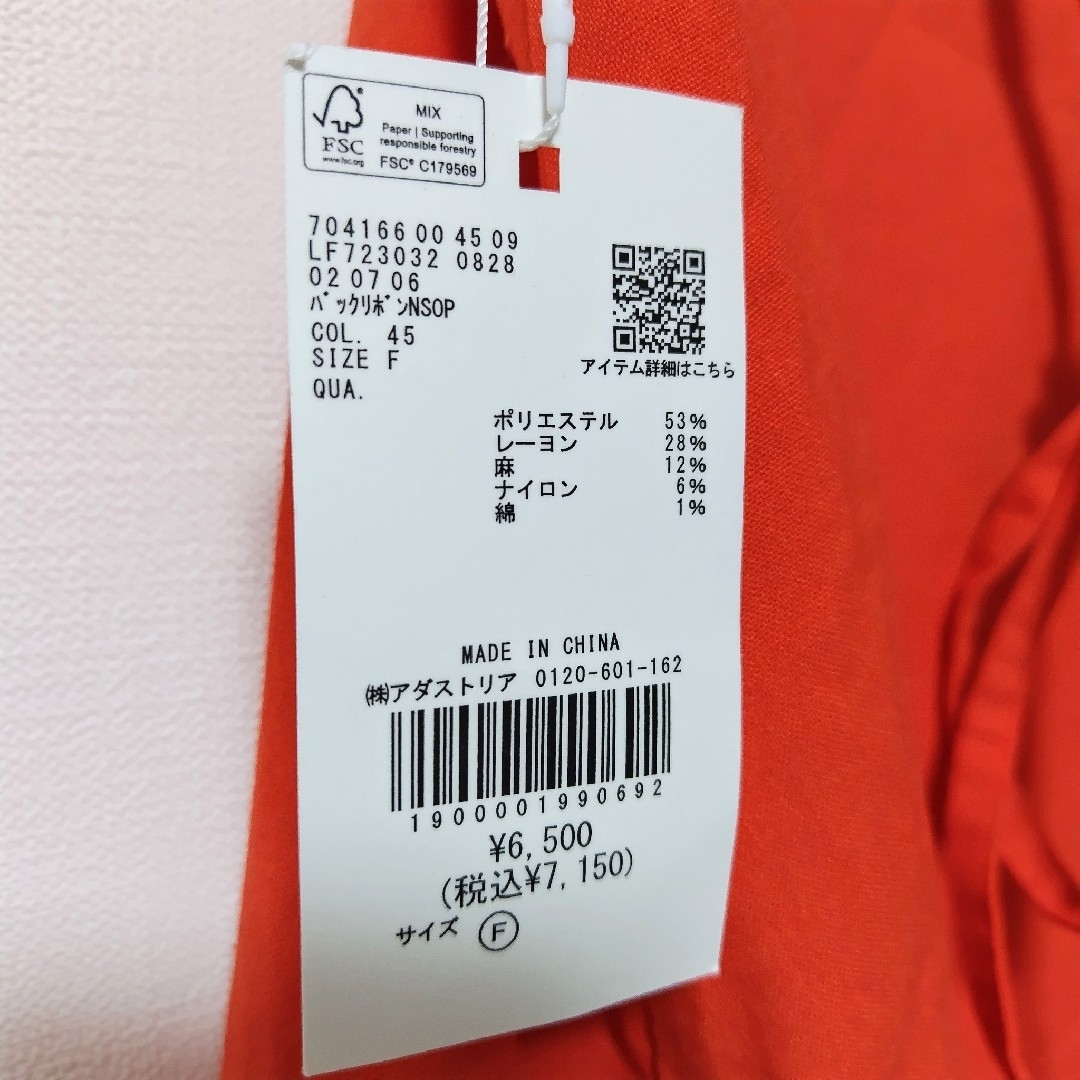 FSC
www.fsc.org
MIX
Paper | Supporting
responsible forestry
FSC® C179569
704166 00 45 09
LF723032 0828
02 07 06
バックリボンNSOP
COL. 45
SIZE F
QUA.
アイテム詳細はこちら
ポリエステル 53%
レーヨン 28%
麻 12%
ナイロン 6%
綿 1%
MADE IN CHINA
㈱アダストリア 0120-601-162
1900001990692
¥6,500
(税込¥7,150)
サイズ Ⓕ